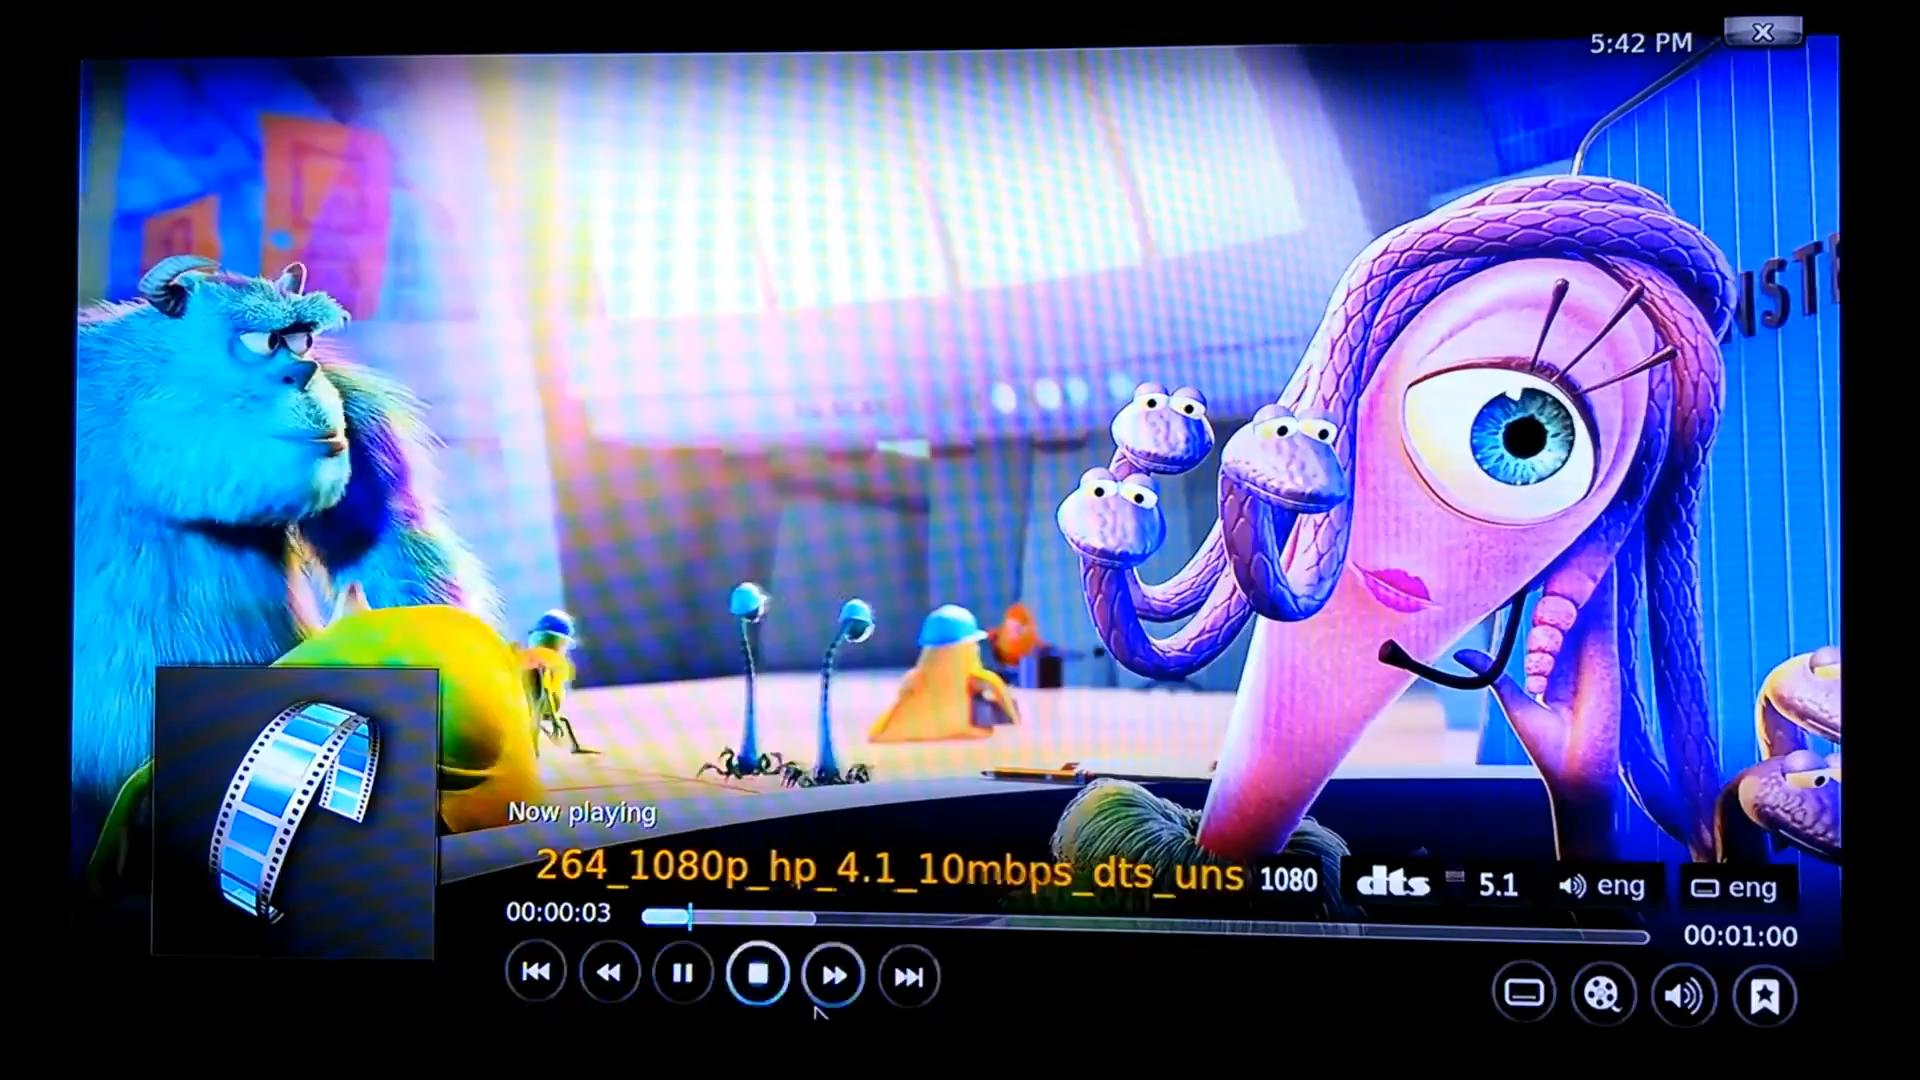 5:42 PM
NSTE
Now playing
264_1080p_hp_4.1_10mbps_dts_uns 1080 dts 5.1 eng eng
00:00:03
00:01:00